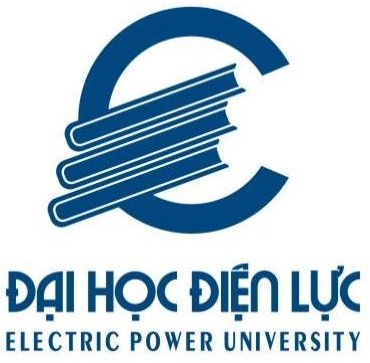 ĐẠI HỌC ĐIỆN LỰC
ELECTRIC POWER UNIVERSITY